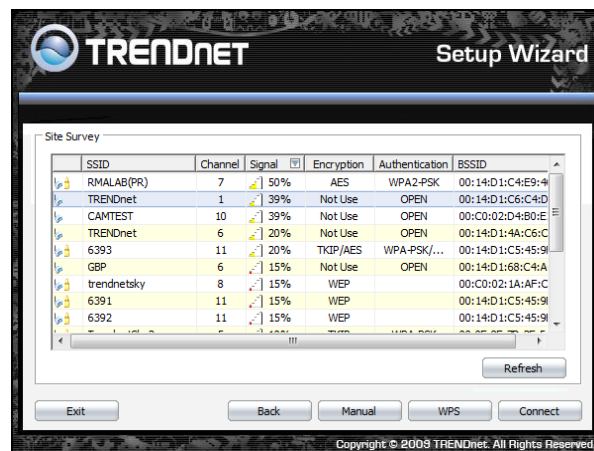 TRENDNET
Setup Wizard
Site Survey
SSID Channel Signal Encryption Authentication BSSID
RMALAB(PR) 7 50% AES WPA2-PSK 00:14:D1:C4:E9:4
TRENDnet 1 39% Not Use OPEN 00:14:D1:C6:C4:D
CAMTEST 10 39% Not Use OPEN 00:C0:02:D4:B0:E
TRENDnet 6 20% Not Use OPEN 00:14:D1:4A:C6:C
6393 11 20% TKIP/AES WPA-PSK/... 00:14:D1:C5:45:9
GBP 6 15% Not Use OPEN 00:14:D1:68:C4:A
trendnetsky 8 15% WEP 00:C0:02:1A:AF:C
6391 11 15% WEP 00:14:D1:C5:45:9
6392 11 15% WEP 00:14:D1:C5:45:9
Refresh
Exit Back Manual WPS Connect
Copyright © 2009 TRENDnet. All Rights Reserved